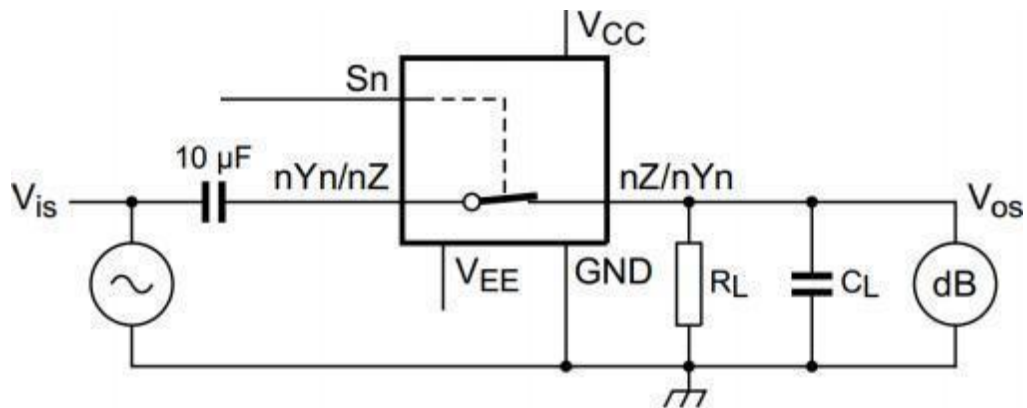 VCC
Sn
10 µF
nYn/nZ
nZ/nYn
Vis
Vos
VEE
GND
RL
CL
dB